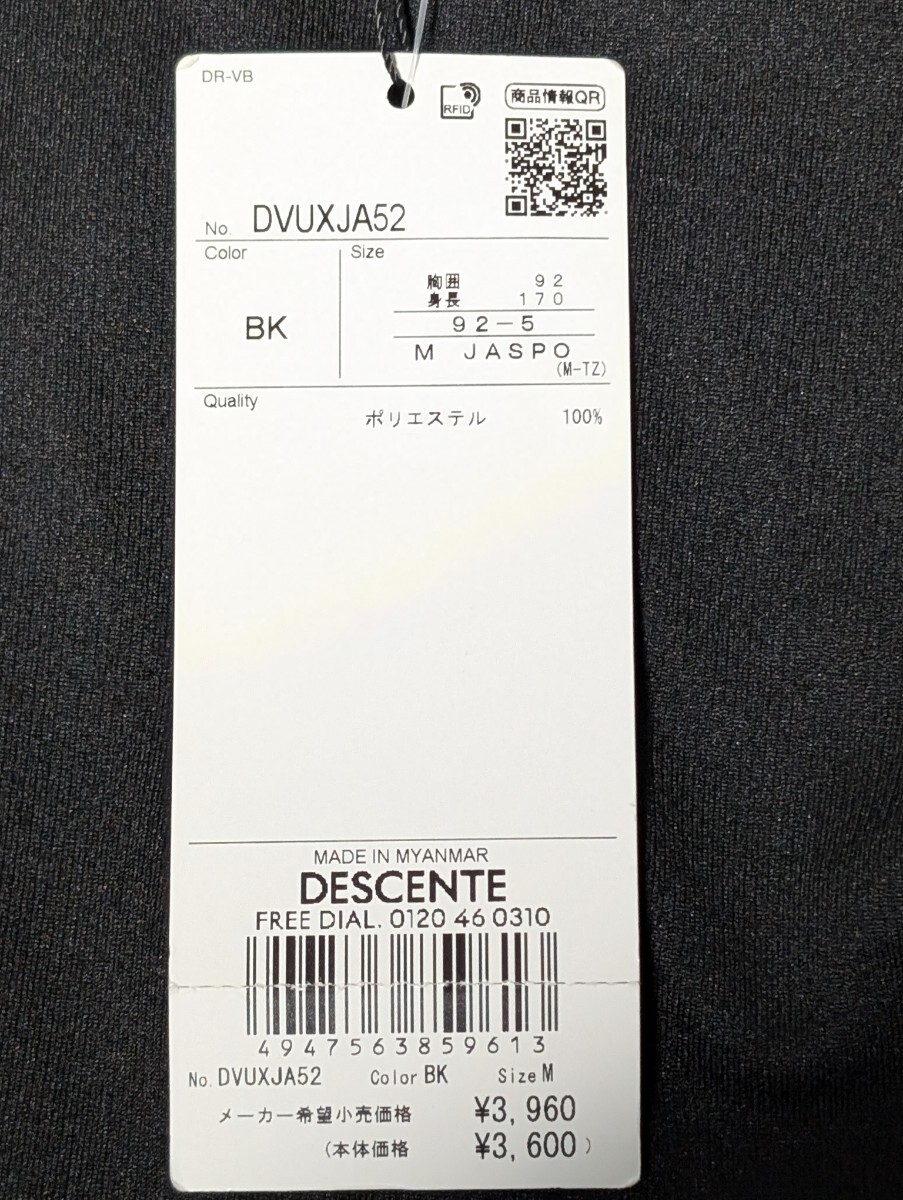 DR-VB
RFID
商品情報QR
No. DVUXJA52
Color
Size
BK
胸囲 92
身長 170
92-5
M JASPO
(M-TZ)
Quality
ポリエステル 100%
MADE IN MYANMAR
DESCENTE
FREE DIAL. 0120 46 0310
4947563859613
No. DVUXJA52 Color BK Size M
メーカー希望小売価格 ¥3,960
(本体価格 ¥3,600)